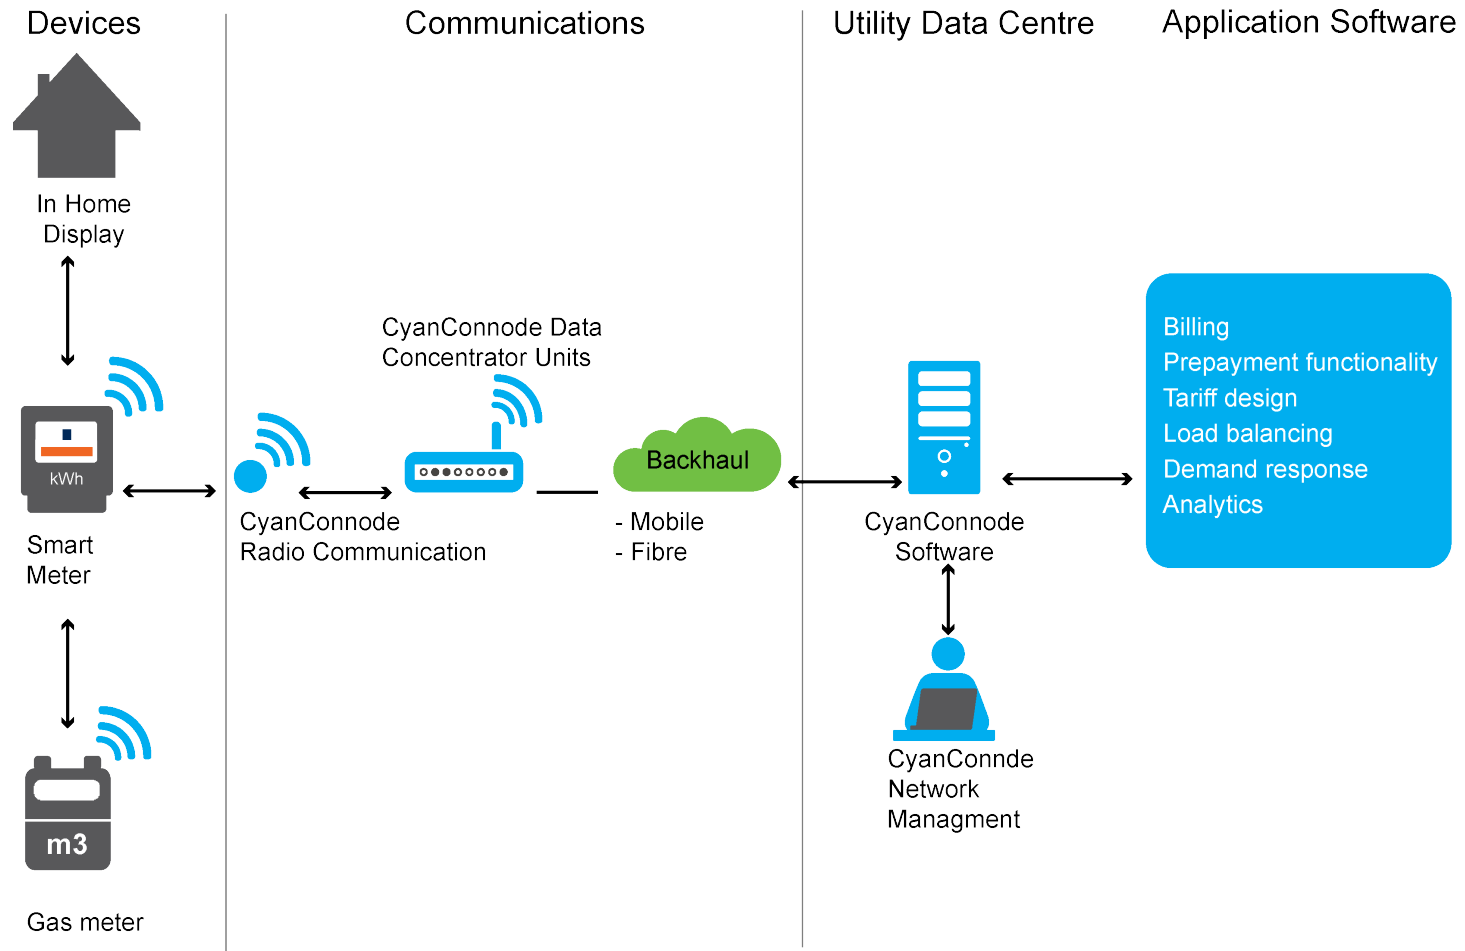 Devices
Communications
Utility Data Centre
Application Software
In Home
Display
kWh
Smart
Meter
m3
Gas meter
CyanConnode
Radio Communication
CyanConnode Data
Concentrator Units
Backhaul
- Mobile
- Fibre
CyanConnode
Software
CyanConnde
Network
Managment
Billing
Prepayment functionality
Tariff design
Load balancing
Demand response
Analytics